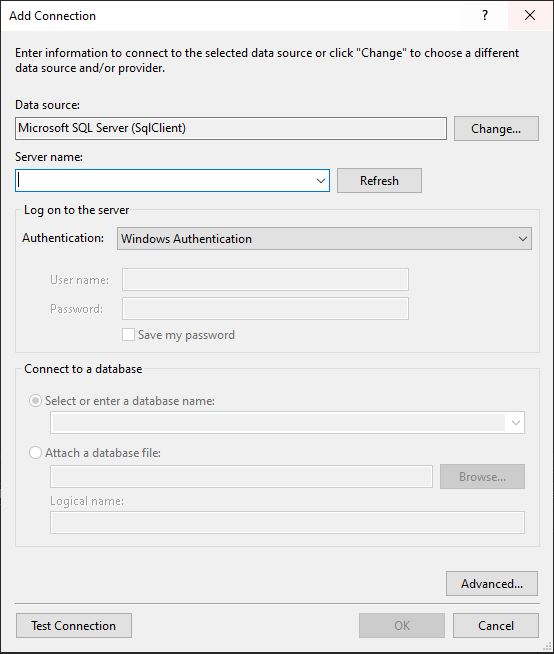 Add Connection
?
Enter information to connect to the selected data source or click "Change" to choose a different
data source and/or provider.
Data source:
Microsoft SQL Server (SqlClient)
Change...
Server name:
Refresh
Log on to the server
Authentication:
Windows Authentication
User name:
Password:
Save my password
Connect to a database
Select or enter a database name:
Attach a database file:
Browse...
Logical name:
Advanced...
Test Connection
OK
Cancel